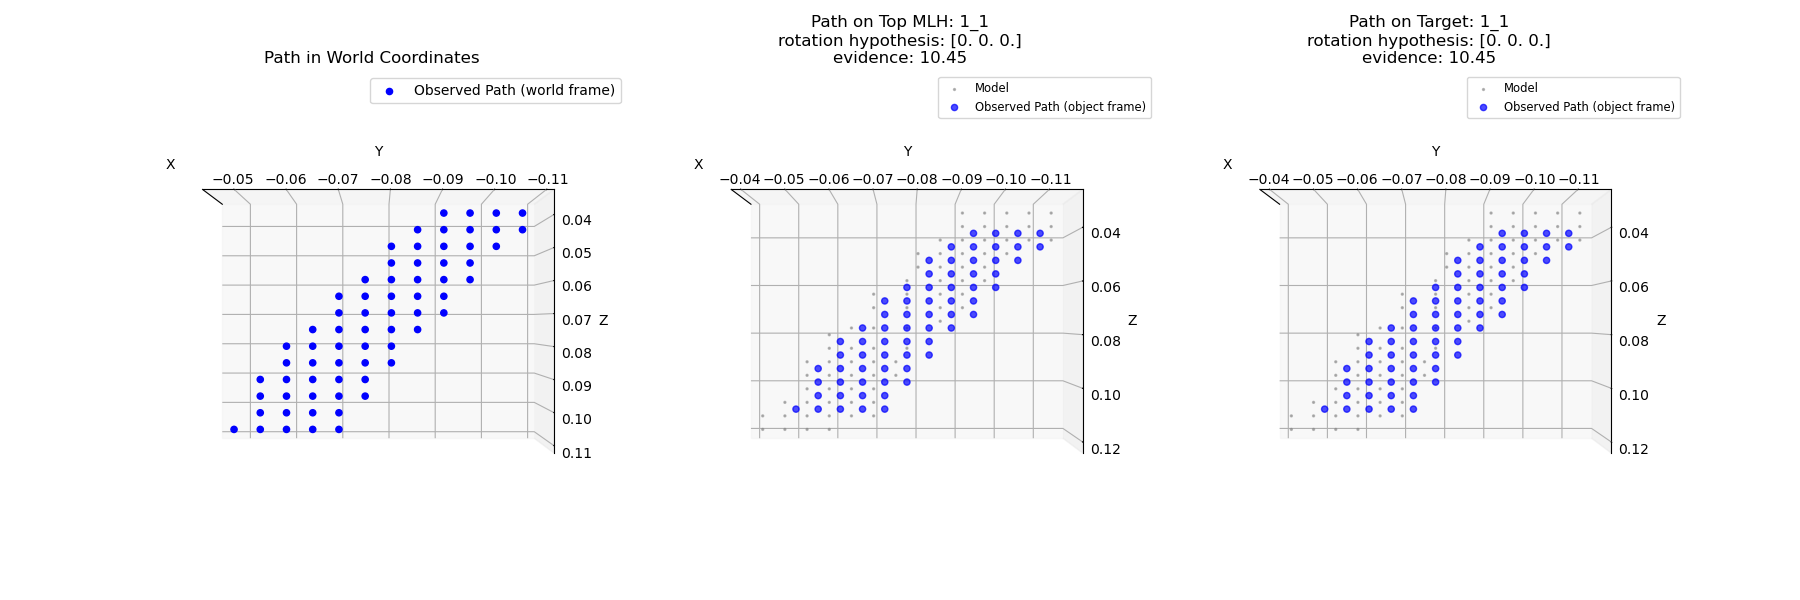 Path in World Coordinates
Observed Path (world frame)
X
Y
−0.05 −0.06 −0.07 −0.08 −0.09 −0.10 −0.11
0.04
0.05
0.06
0.07 Z
0.08
0.09
0.10
0.11
Path on Top MLH: 1_1
rotation hypothesis: [0. 0. 0.]
evidence: 10.45
Model
Observed Path (object frame)
X
Y
−0.04 −0.05 −0.06 −0.07 −0.08 −0.09 −0.10 −0.11
0.04
0.06
Z
0.08
0.10
0.12
Path on Target: 1_1
rotation hypothesis: [0. 0. 0.]
evidence: 10.45
Model
Observed Path (object frame)
X
Y
−0.04 −0.05 −0.06 −0.07 −0.08 −0.09 −0.10 −0.11
0.04
0.06
Z
0.08
0.10
0.12